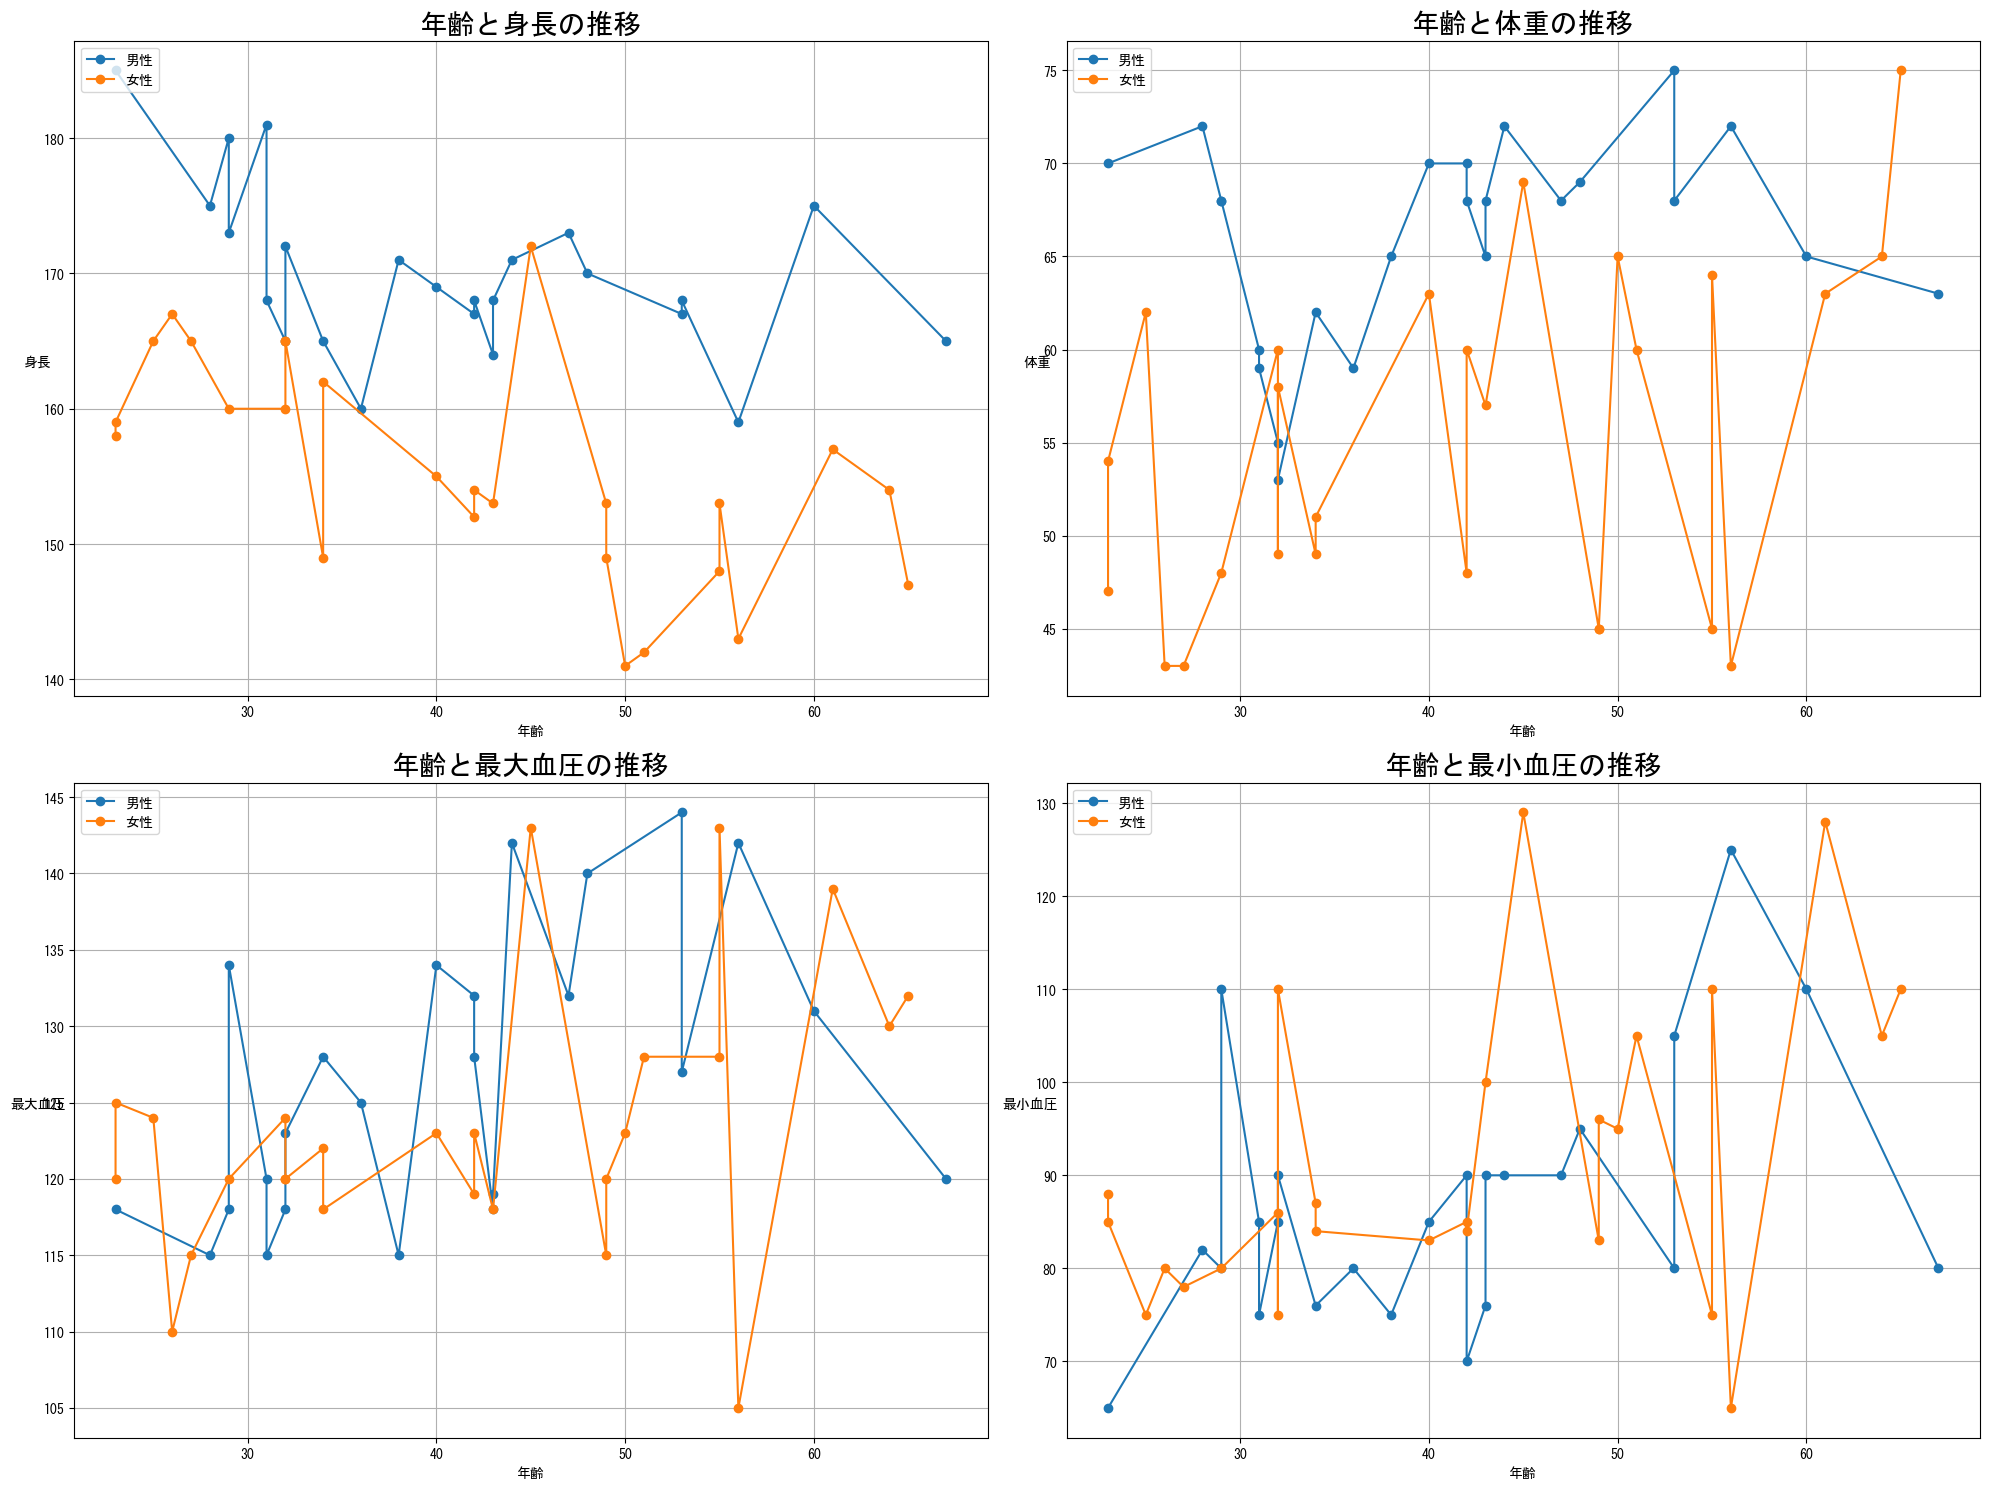 年齢と身長の推移
男性
女性
180
170
160
150
140
身長
30 40 50 60
年齢
年齢と体重の推移
男性
女性
75
70
65
60
55
50
45
体重
30 40 50 60
年齢
年齢と最大血圧の推移
男性
女性
145
140
135
130
125
120
115
110
105
最大血圧
30 40 50 60
年齢
年齢と最小血圧の推移
男性
女性
130
120
110
100
90
80
70
最小血圧
30 40 50 60
年齢